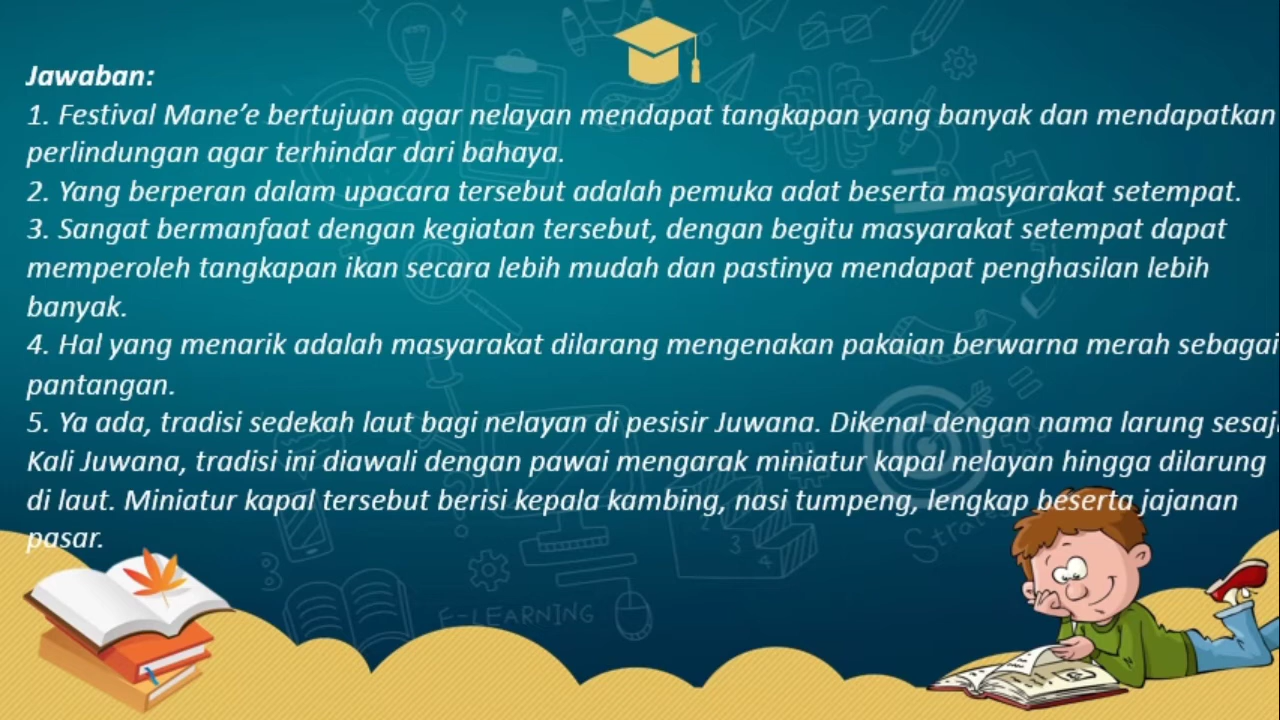 Jawaban:
1. Festival Mane’e bertujuan agar nelayan mendapat tangkapan yang banyak dan mendapatkan
perlindungan agar terhindar dari bahaya.
2. Yang berperan dalam upacara tersebut adalah pemuka adat beserta masyarakat setempat.
3. Sangat bermanfaat dengan kegiatan tersebut, dengan begitu masyarakat setempat dapat
memperoleh tangkapan ikan secara lebih mudah dan pastinya mendapat penghasilan lebih
banyak.
4. Hal yang menarik adalah masyarakat dilarang mengenakan pakaian berwarna merah sebagai
pantangan.
5. Ya ada, tradisi sedekah laut bagi nelayan di pesisir Juwana. Dikenal dengan nama larung sesaji
Kali Juwana, tradisi ini diawali dengan pawai mengarak miniatur kapal nelayan hingga dilarung
di laut. Miniatur kapal tersebut berisi kepala kambing, nasi tumpeng, lengkap beserta jajanan
pasar.
E-LEARNING